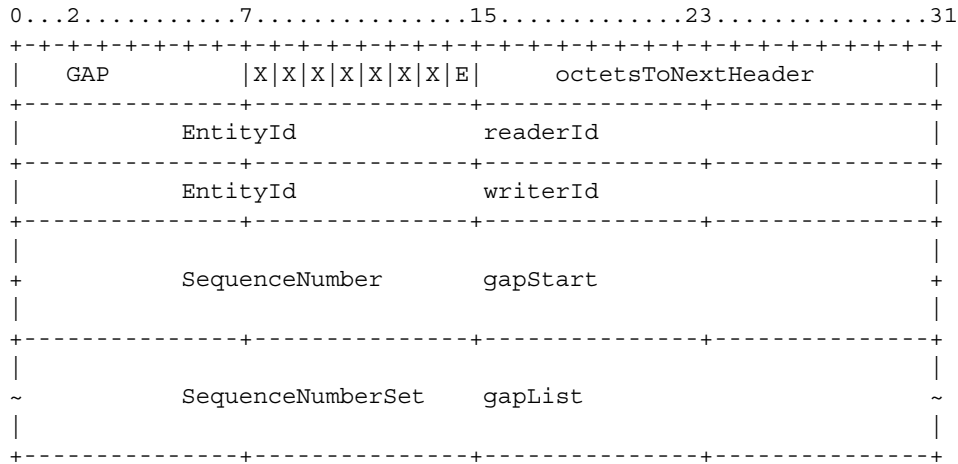 0...2...........7...............15.............23...............31
+-+-+-+-+-+-+-+-+-+-+-+-+-+-+-+-+-+-+-+-+-+-+-+-+-+-+-+-+-+-+-+-+
|   GAP         |X|X|X|X|X|X|X|E|     octetsToNextHeader        |
+---------------+---------------+---------------+---------------+
|           EntityId            readerId                        |
+---------------+---------------+---------------+---------------+
|           EntityId            writerId                        |
+---------------+---------------+---------------+---------------+
|                                                               |
+           SequenceNumber      gapStart                        +
|                                                               |
+---------------+---------------+---------------+---------------+
|                                                               |
~           SequenceNumberSet   gapList                         ~
|                                                               |
+---------------+---------------+---------------+---------------+